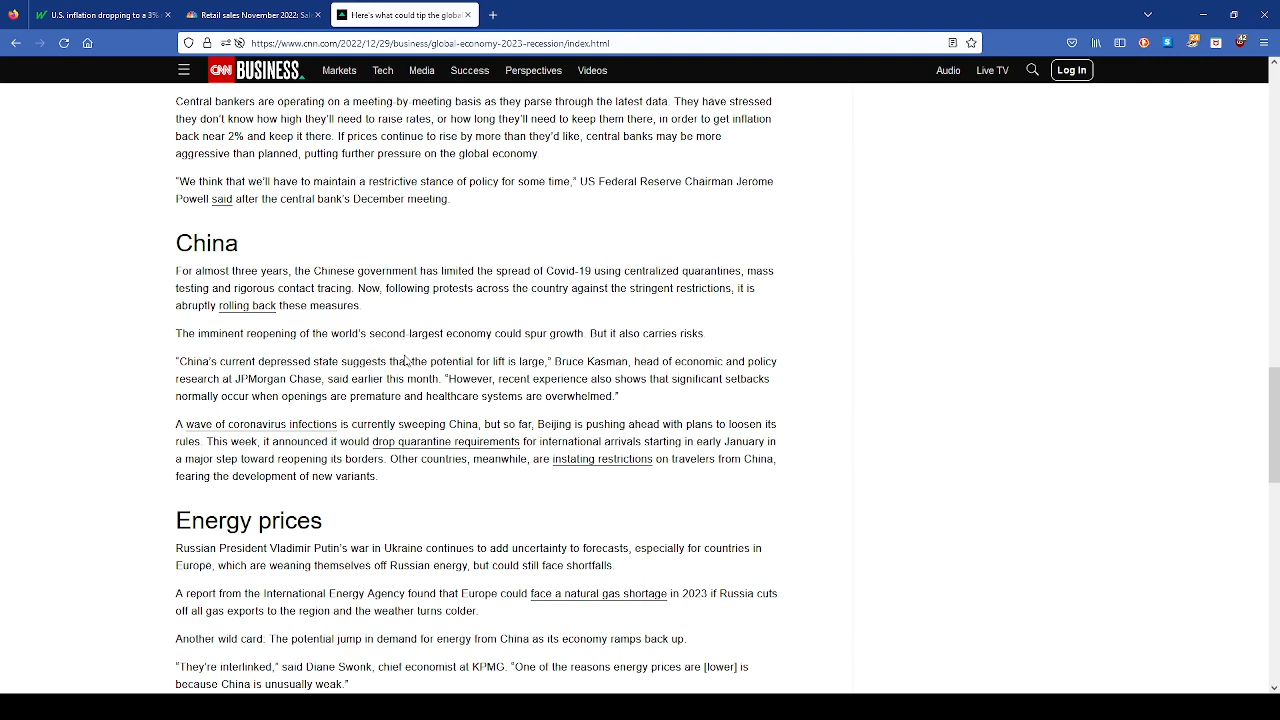 U.S. inflation dropping to a 3%
Retail sales November 2022: Sal
Here's what could tip the global
https://www.cnn.com/2022/12/29/business/global-economy-2023-recession/index.html
24
42
CNN BUSINESS Markets Tech Media Success Perspectives Videos Audio Live TV Log In
Central bankers are operating on a meeting-by-meeting basis as they parse through the latest data. They have stressed
they don't know how high they'll need to raise rates, or how long they'll need to keep them there, in order to get inflation
back near 2% and keep it there. If prices continue to rise by more than they'd like, central banks may be more
aggressive than planned, putting further pressure on the global economy.
"We think that we'll have to maintain a restrictive stance of policy for some time," US Federal Reserve Chairman Jerome
Powell said after the central bank's December meeting.
China
For almost three years, the Chinese government has limited the spread of Covid-19 using centralized quarantines, mass
testing and rigorous contact tracing. Now, following protests across the country against the stringent restrictions, it is
abruptly rolling back these measures.
The imminent reopening of the world's second-largest economy could spur growth. But it also carries risks.
"China's current depressed state suggests that the potential for lift is large," Bruce Kasman, head of economic and policy
research at JPMorgan Chase, said earlier this month. "However, recent experience also shows that significant setbacks
normally occur when openings are premature and healthcare systems are overwhelmed."
A wave of coronavirus infections is currently sweeping China, but so far, Beijing is pushing ahead with plans to loosen its
rules. This week, it announced it would drop quarantine requirements for international arrivals starting in early January in
a major step toward reopening its borders. Other countries, meanwhile, are instating restrictions on travelers from China,
fearing the development of new variants.
Energy prices
Russian President Vladimir Putin's war in Ukraine continues to add uncertainty to forecasts, especially for countries in
Europe, which are weaning themselves off Russian energy, but could still face shortfalls.
A report from the International Energy Agency found that Europe could face a natural gas shortage in 2023 if Russia cuts
off all gas exports to the region and the weather turns colder.
Another wild card: The potential jump in demand for energy from China as its economy ramps back up.
"They're interlinked," said Diane Swonk, chief economist at KPMG. "One of the reasons energy prices are [lower] is
because China is unusually weak."